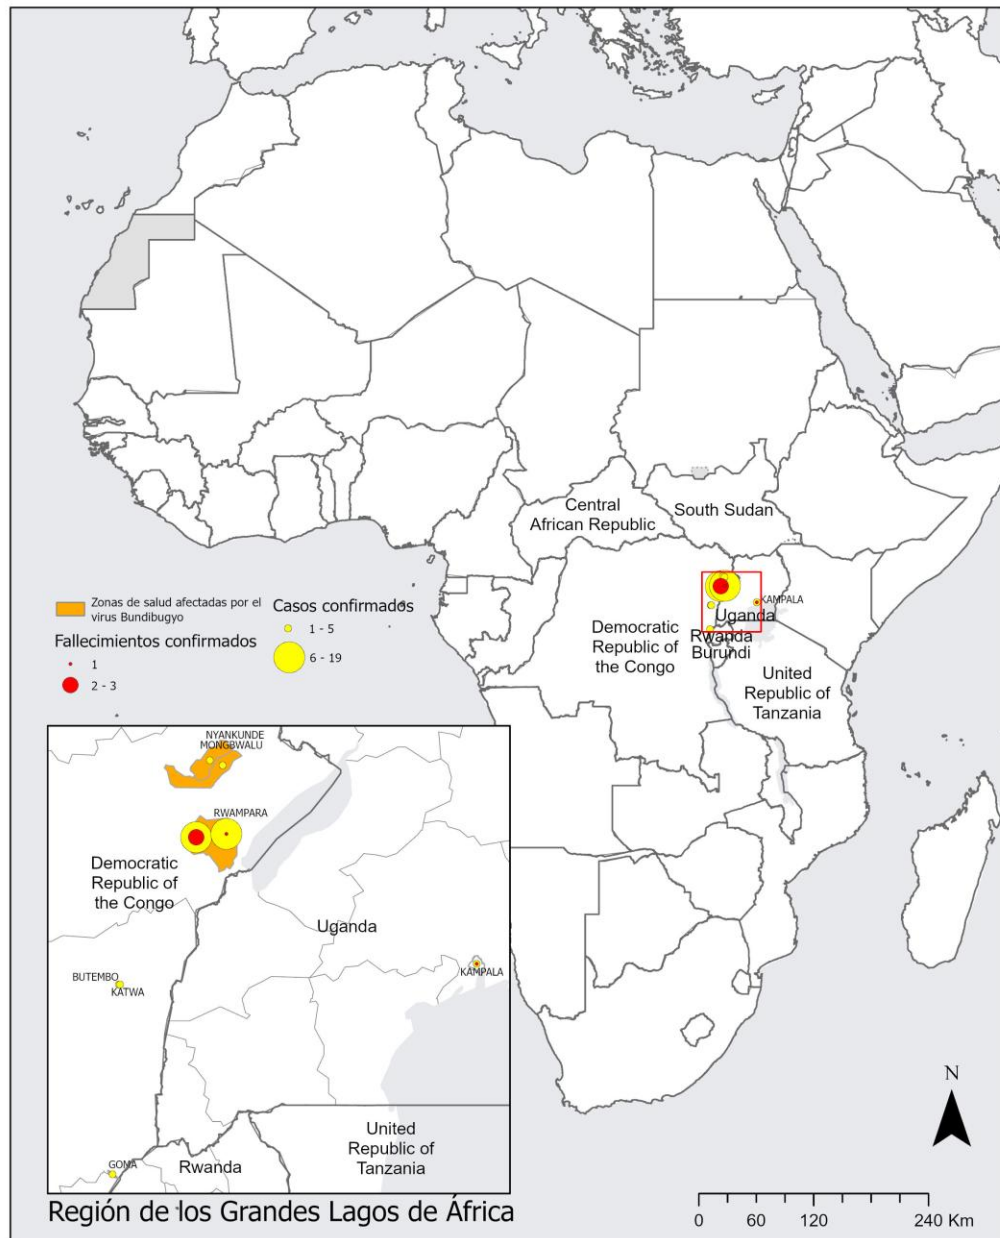 Central
African Republic
South Sudan
KAMPALA
Uganda
Democratic
Republic of
the Congo
Rwanda
Burundi
United
Republic of
Tanzania
Zonas de salud afectadas por el
virus Bundibugyo
Fallecimientos confirmados
1
2 - 3
Casos confirmados
1 - 5
6 - 19
NYANKUNDE
MONGBWALU
RWAMPARA
Democratic
Republic of
the Congo
Uganda
BUTEMBO
KATWA
KAMPALA
GOMA
Rwanda
United
Republic of
Tanzania
Región de los Grandes Lagos de África
N
0 60 120 240 Km